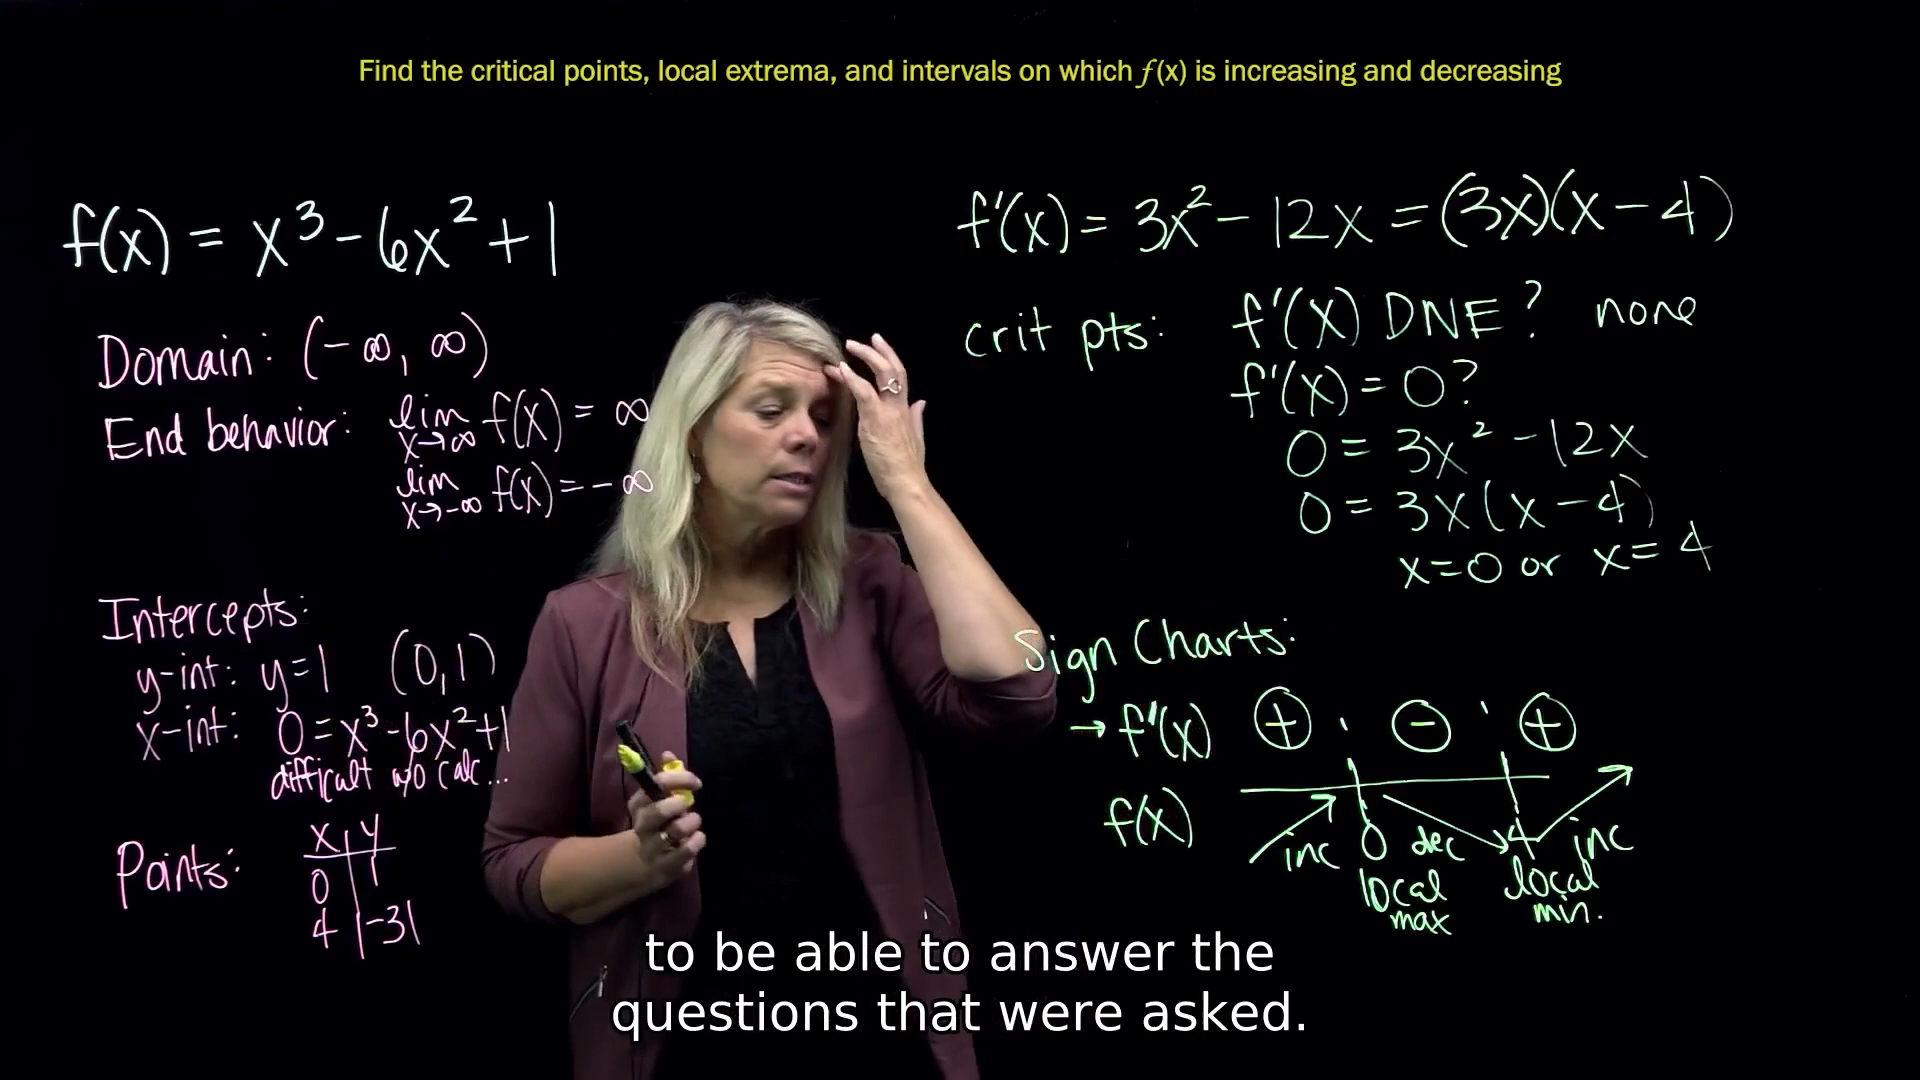 Find the critical points, local extrema, and intervals on which f(x) is increasing and decreasing
f(x) = x³ - 6x² + 1
Domain: (-∞, ∞)
End behavior: lim x→∞ f(x) = ∞
lim x→-∞ f(x) = -∞
Intercepts:
y-int: y=1 (0,1)
x-int: 0 = x³ - 6x² + 1
difficult w/o calc...
Points:
x | y
0 | 1
4 | -31
f'(x) = 3x² - 12x = (3x)(x - 4)
crit pts: f'(x) DNE? none
f'(x) = 0?
0 = 3x² - 12x
0 = 3x(x - 4)
x=0 or x=4
Sign Charts:
→ f'(x) + - +
f(x) inc 0 dec 4 inc
local max local min.
to be able to answer the
questions that were asked.